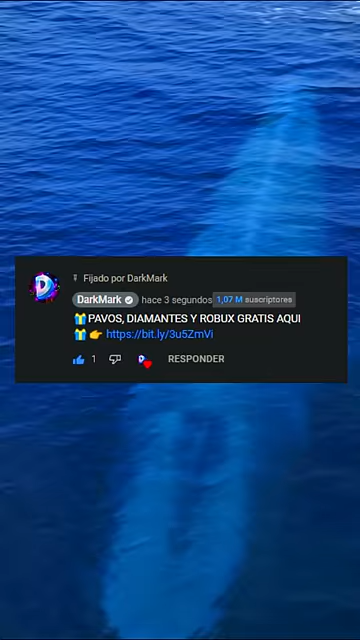 Fijado por DarkMark
DarkMark hace 3 segundos 1,07 M suscriptores
PAVOS, DIAMANTES Y ROBUX GRATIS AQUI
https://bit.ly/3u5ZmVi
1 RESPONDER